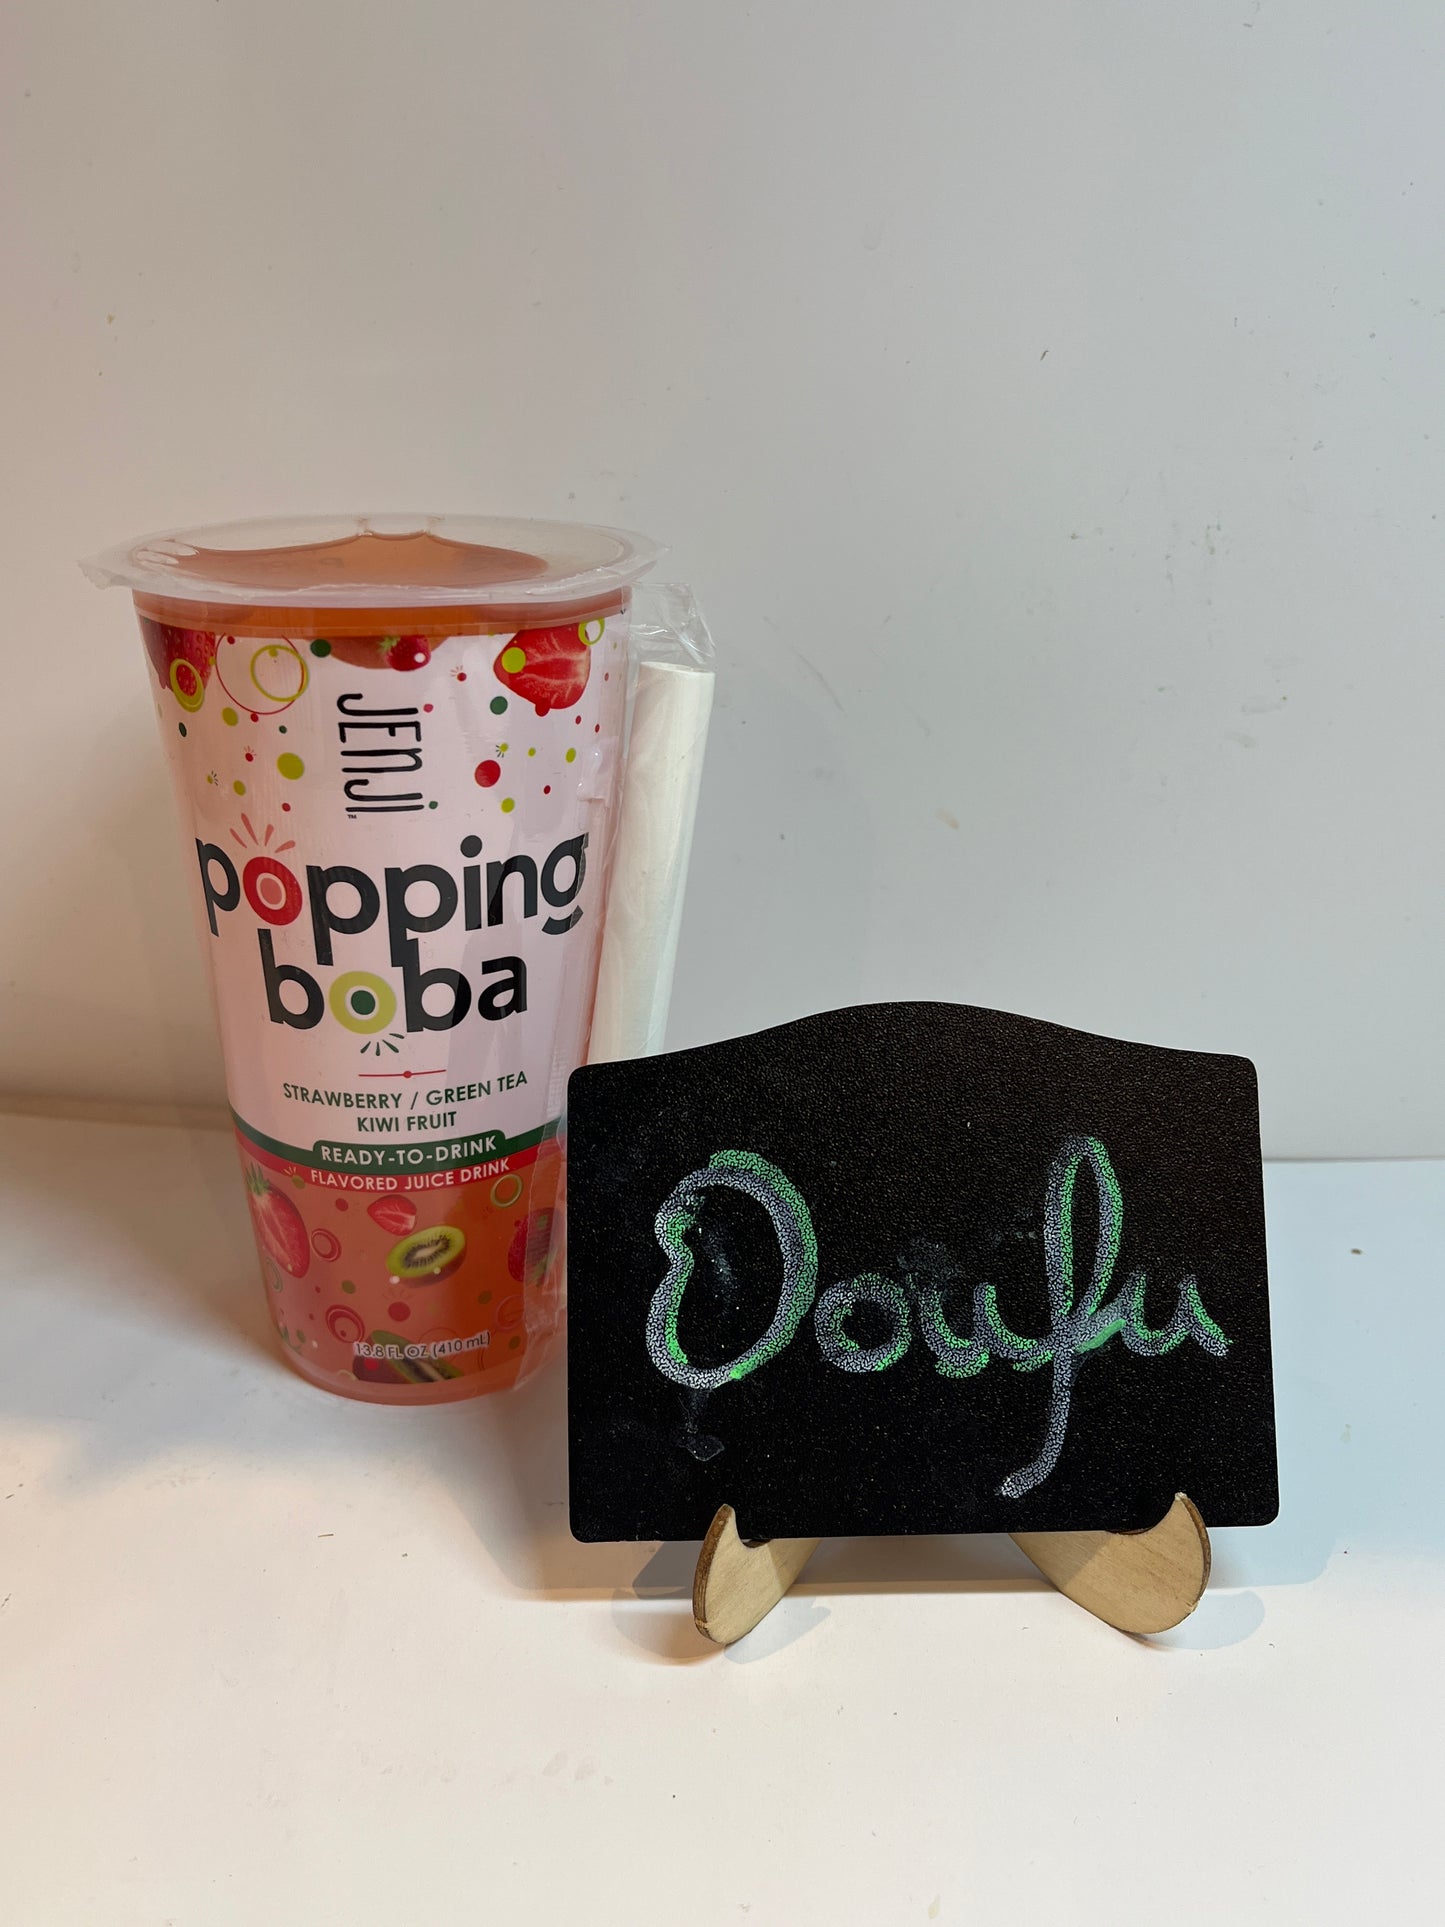 JENJI™
popping
boba
STRAWBERRY / GREEN TEA
KIWI FRUIT
READY-TO-DRINK
FLAVORED JUICE DRINK
13.8 FL OZ (410 mL)
Doufu